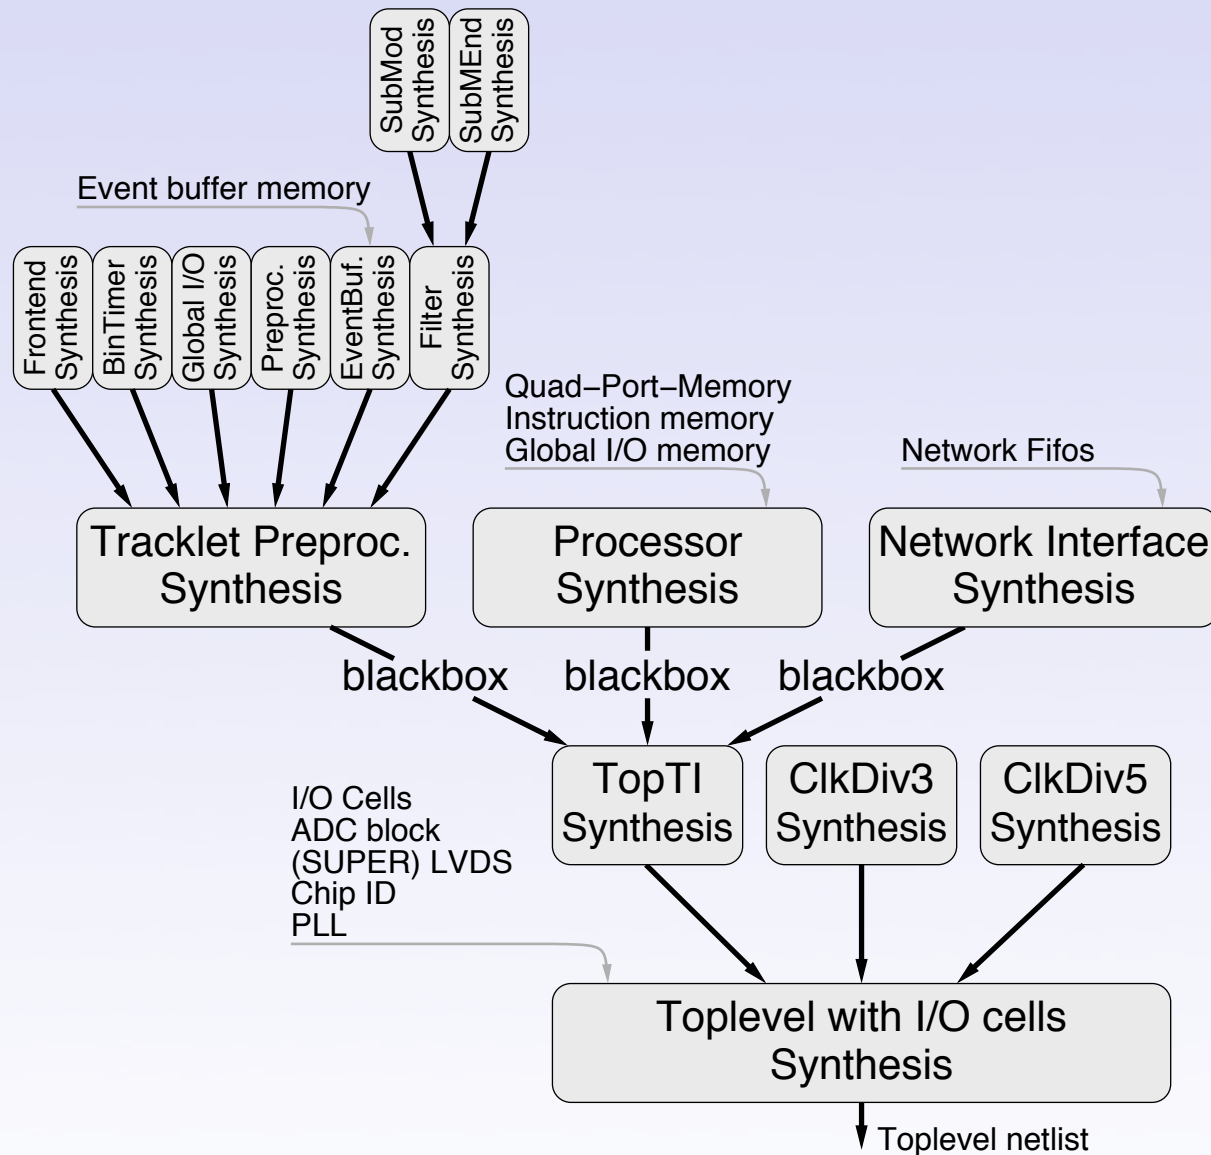 SubMod
Synthesis
SubMEnd
Synthesis
Event buffer memory
Frontend
Synthesis
BinTimer
Synthesis
Global I/O
Synthesis
Preproc.
Synthesis
EventBuf.
Synthesis
Filter
Synthesis
Quad−Port−Memory
Instruction memory
Global I/O memory
Network Fifos
Tracklet Preproc.
Synthesis
Processor
Synthesis
Network Interface
Synthesis
blackbox
blackbox
blackbox
TopTI
Synthesis
ClkDiv3
Synthesis
ClkDiv5
Synthesis
I/O Cells
ADC block
(SUPER) LVDS
Chip ID
PLL
Toplevel with I/O cells
Synthesis
Toplevel netlist